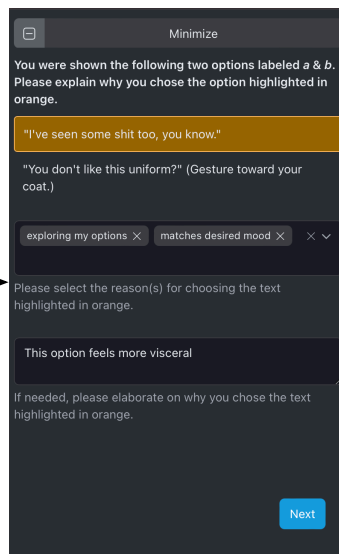 Minimize
You were shown the following two options labeled a & b.
Please explain why you chose the option highlighted in
orange.
"I've seen some shit too, you know."
"You don't like this uniform?" (Gesture toward your
coat.)
exploring my options × matches desired mood ×
Please select the reason(s) for choosing the text
highlighted in orange.
This option feels more visceral
If needed, please elaborate on why you chose the text
highlighted in orange.
Next